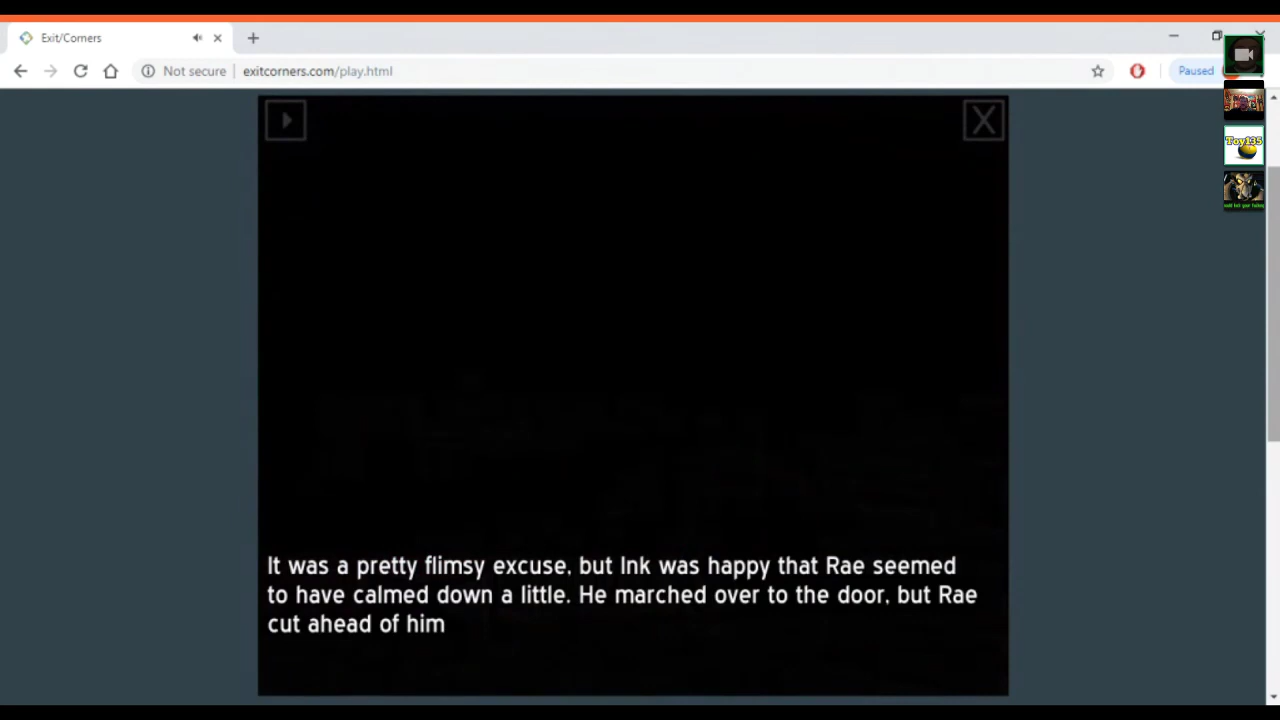 Exit/Corners
Not secure
exitcorners.com/play.html
Paused
Toy135
It was a pretty flimsy excuse, but Ink was happy that Rae seemed
to have calmed down a little. He marched over to the door, but Rae
cut ahead of him